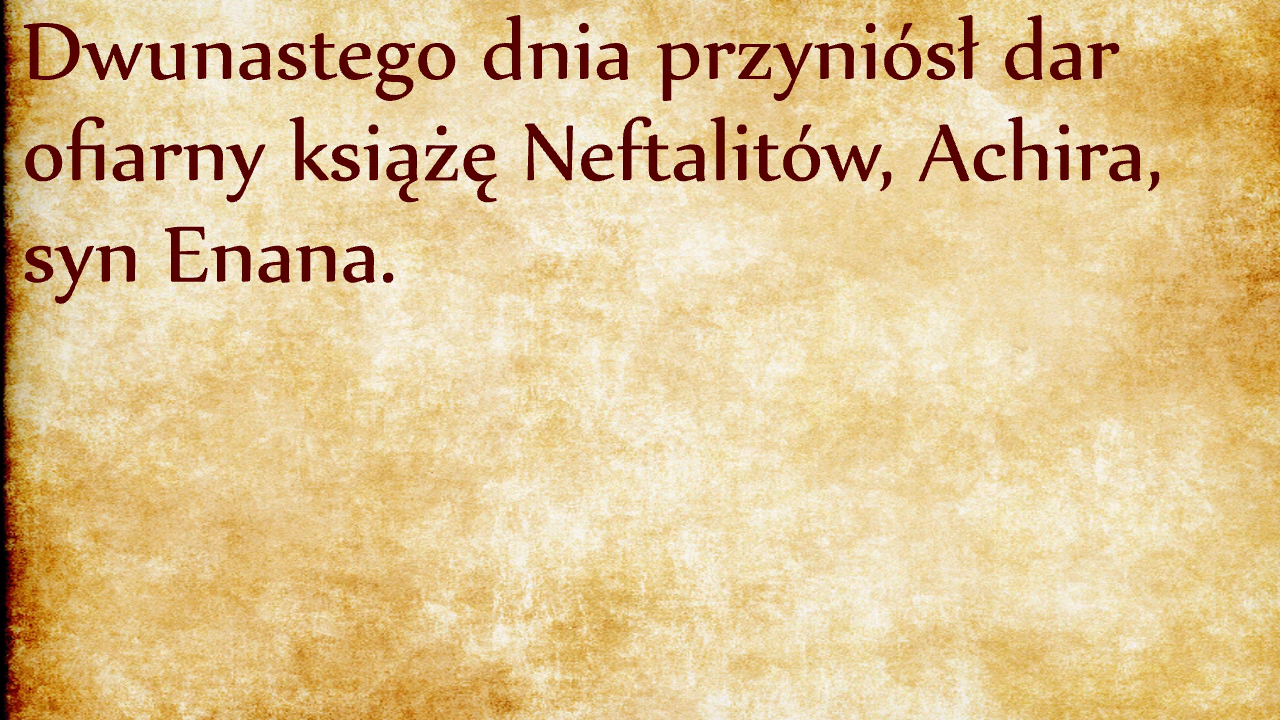 Dwunastego dnia przyniósł dar
ofiarny książę Neftalitów, Achira,
syn Enana.